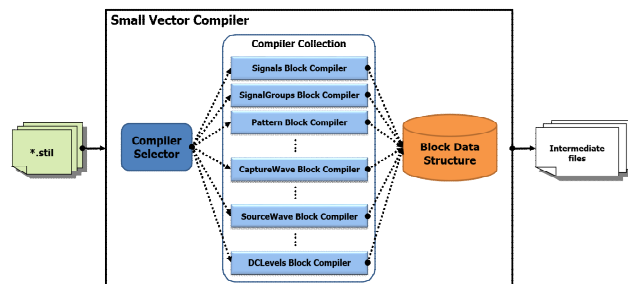 Small Vector Compiler
Compiler Collection
Signals Block Compiler
SignalGroups Block Compiler
Pattern Block Compiler
CaptureWave Block Compiler
SourceWave Block Compiler
DCLevels Block Compiler
*.stil
Compiler
Selector
Block Data
Structure
Intermediate
files